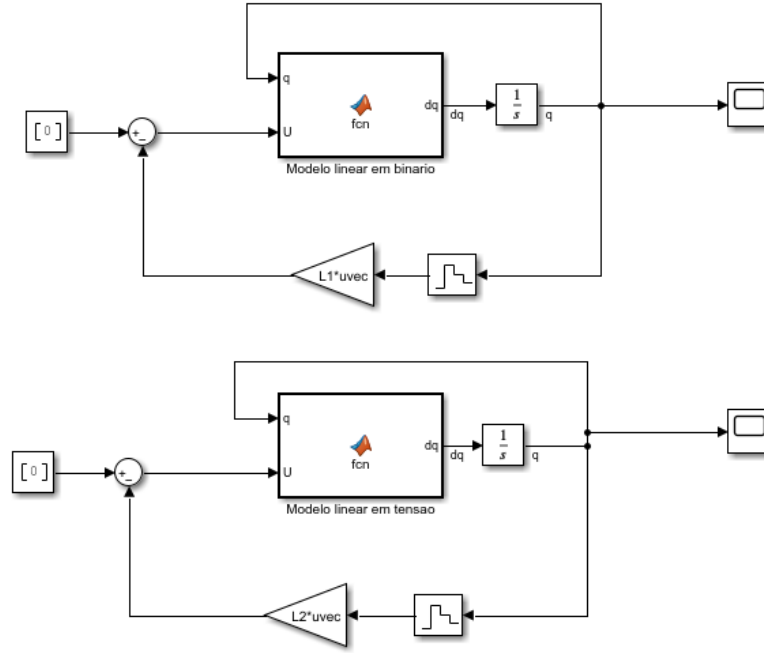 q
dq
1
s
dq
q
[ 0 ]
+
−
fcn
U
Modelo linear em binario
L1*uvec
q
dq
1
s
dq
q
[ 0 ]
+
−
fcn
U
Modelo linear em tensao
L2*uvec